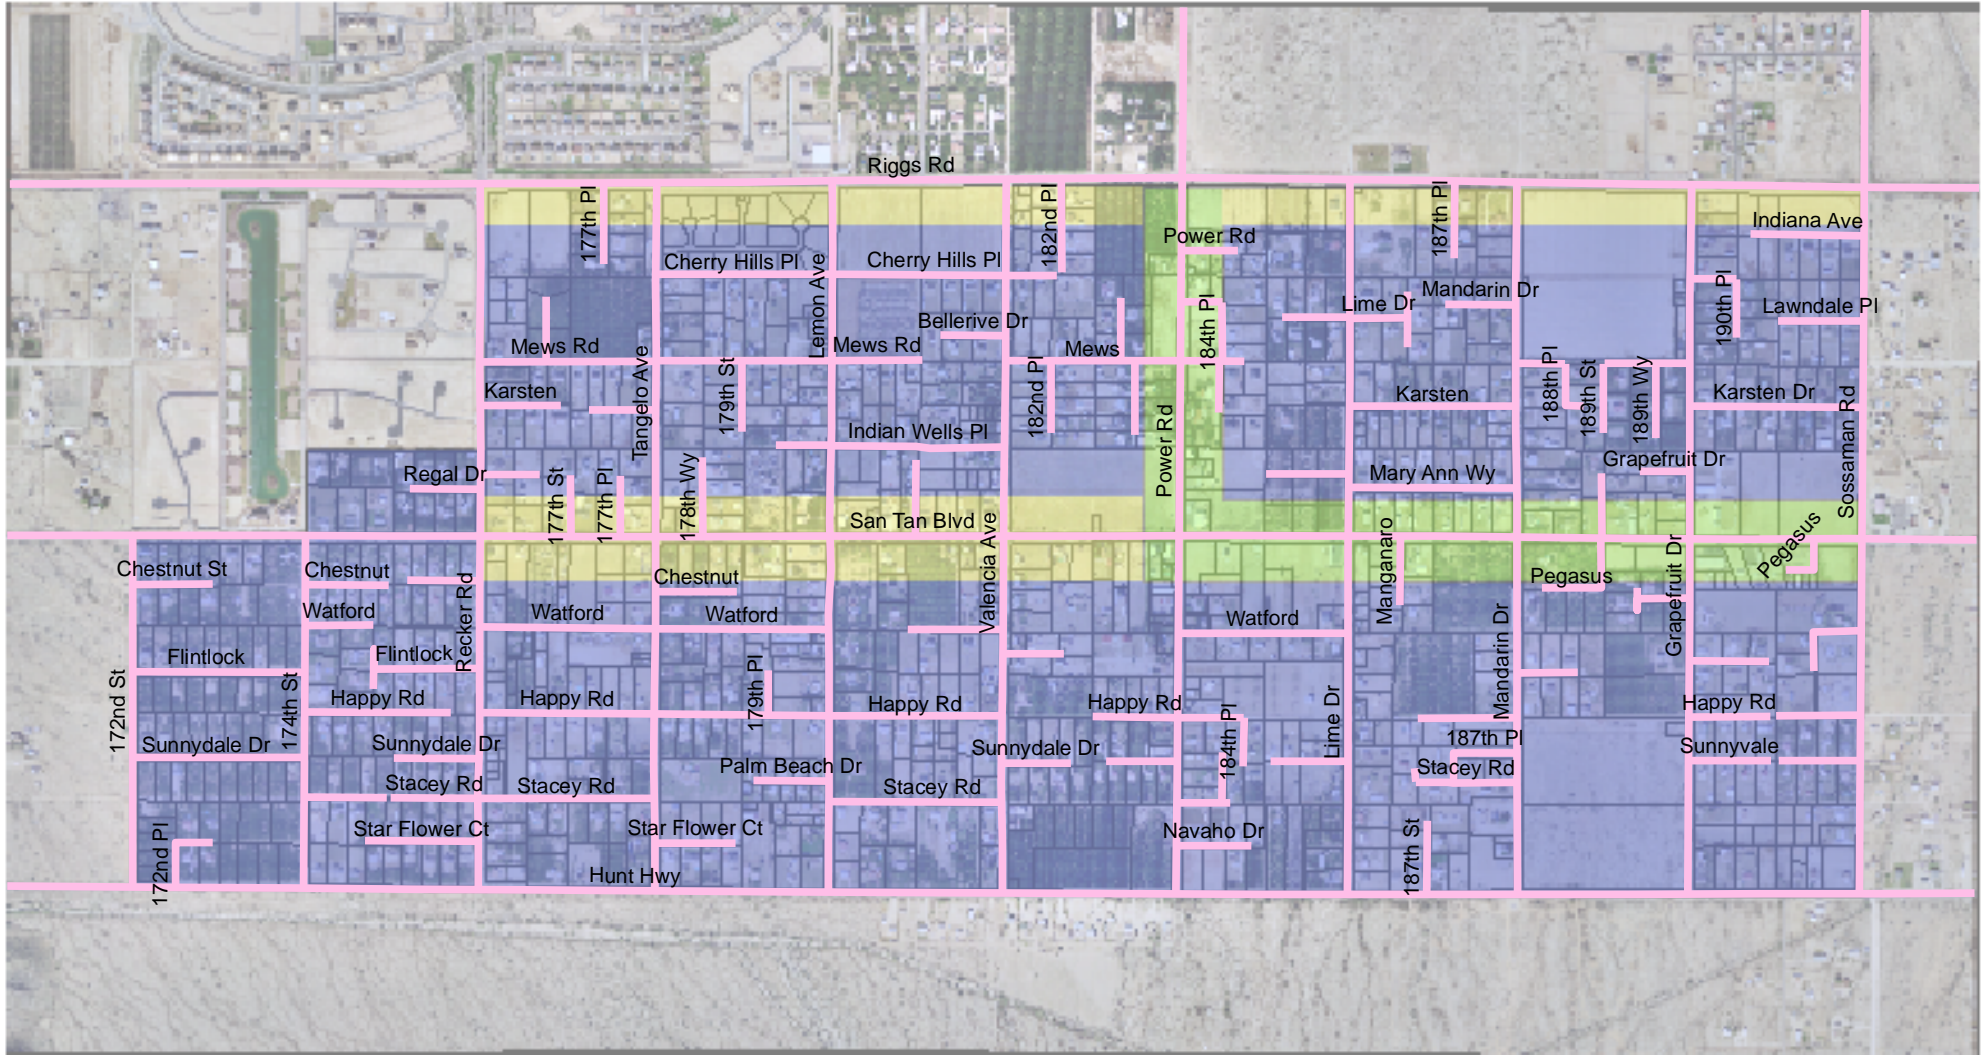 Riggs Rd
177th Pl
182nd Pl
187th Pl
Indiana Ave
Power Rd
Cherry Hills Pl
Cherry Hills Pl
Lemon Ave
Mandarin Dr
Lime Dr
190th Pl
Lawndale Pl
Bellerive Dr
184th Pl
Mews Rd
Mews Rd
Mews
Tangelo Ave
179th St
182nd Pl
188th Pl
189th St
189th Wy
Karsten
Karsten
Karsten Dr
Sossaman Rd
Indian Wells Pl
Power Rd
Grapefruit Dr
Regal Dr
177th St
177th Pl
178th Wy
Mary Ann Wy
San Tan Blvd
Valencia Ave
Manganaro
Grapefruit Dr
Pegasus
Chestnut St
Chestnut
Chestnut
Pegasus
Recker Rd
Watford
Watford
Watford
Watford
Mandarin Dr
Flintlock
Flintlock
172nd St
174th St
Happy Rd
Happy Rd
179th Pl
Happy Rd
Happy Rd
184th Pl
Lime Dr
Happy Rd
187th Pl
Sunnydale Dr
Sunnydale Dr
Sunnydale Dr
Sunnyvale
Palm Beach Dr
Stacey Rd
Stacey Rd
Stacey Rd
Stacey Rd
172nd Pl
Star Flower Ct
Star Flower Ct
Navaho Dr
187th St
Hunt Hwy